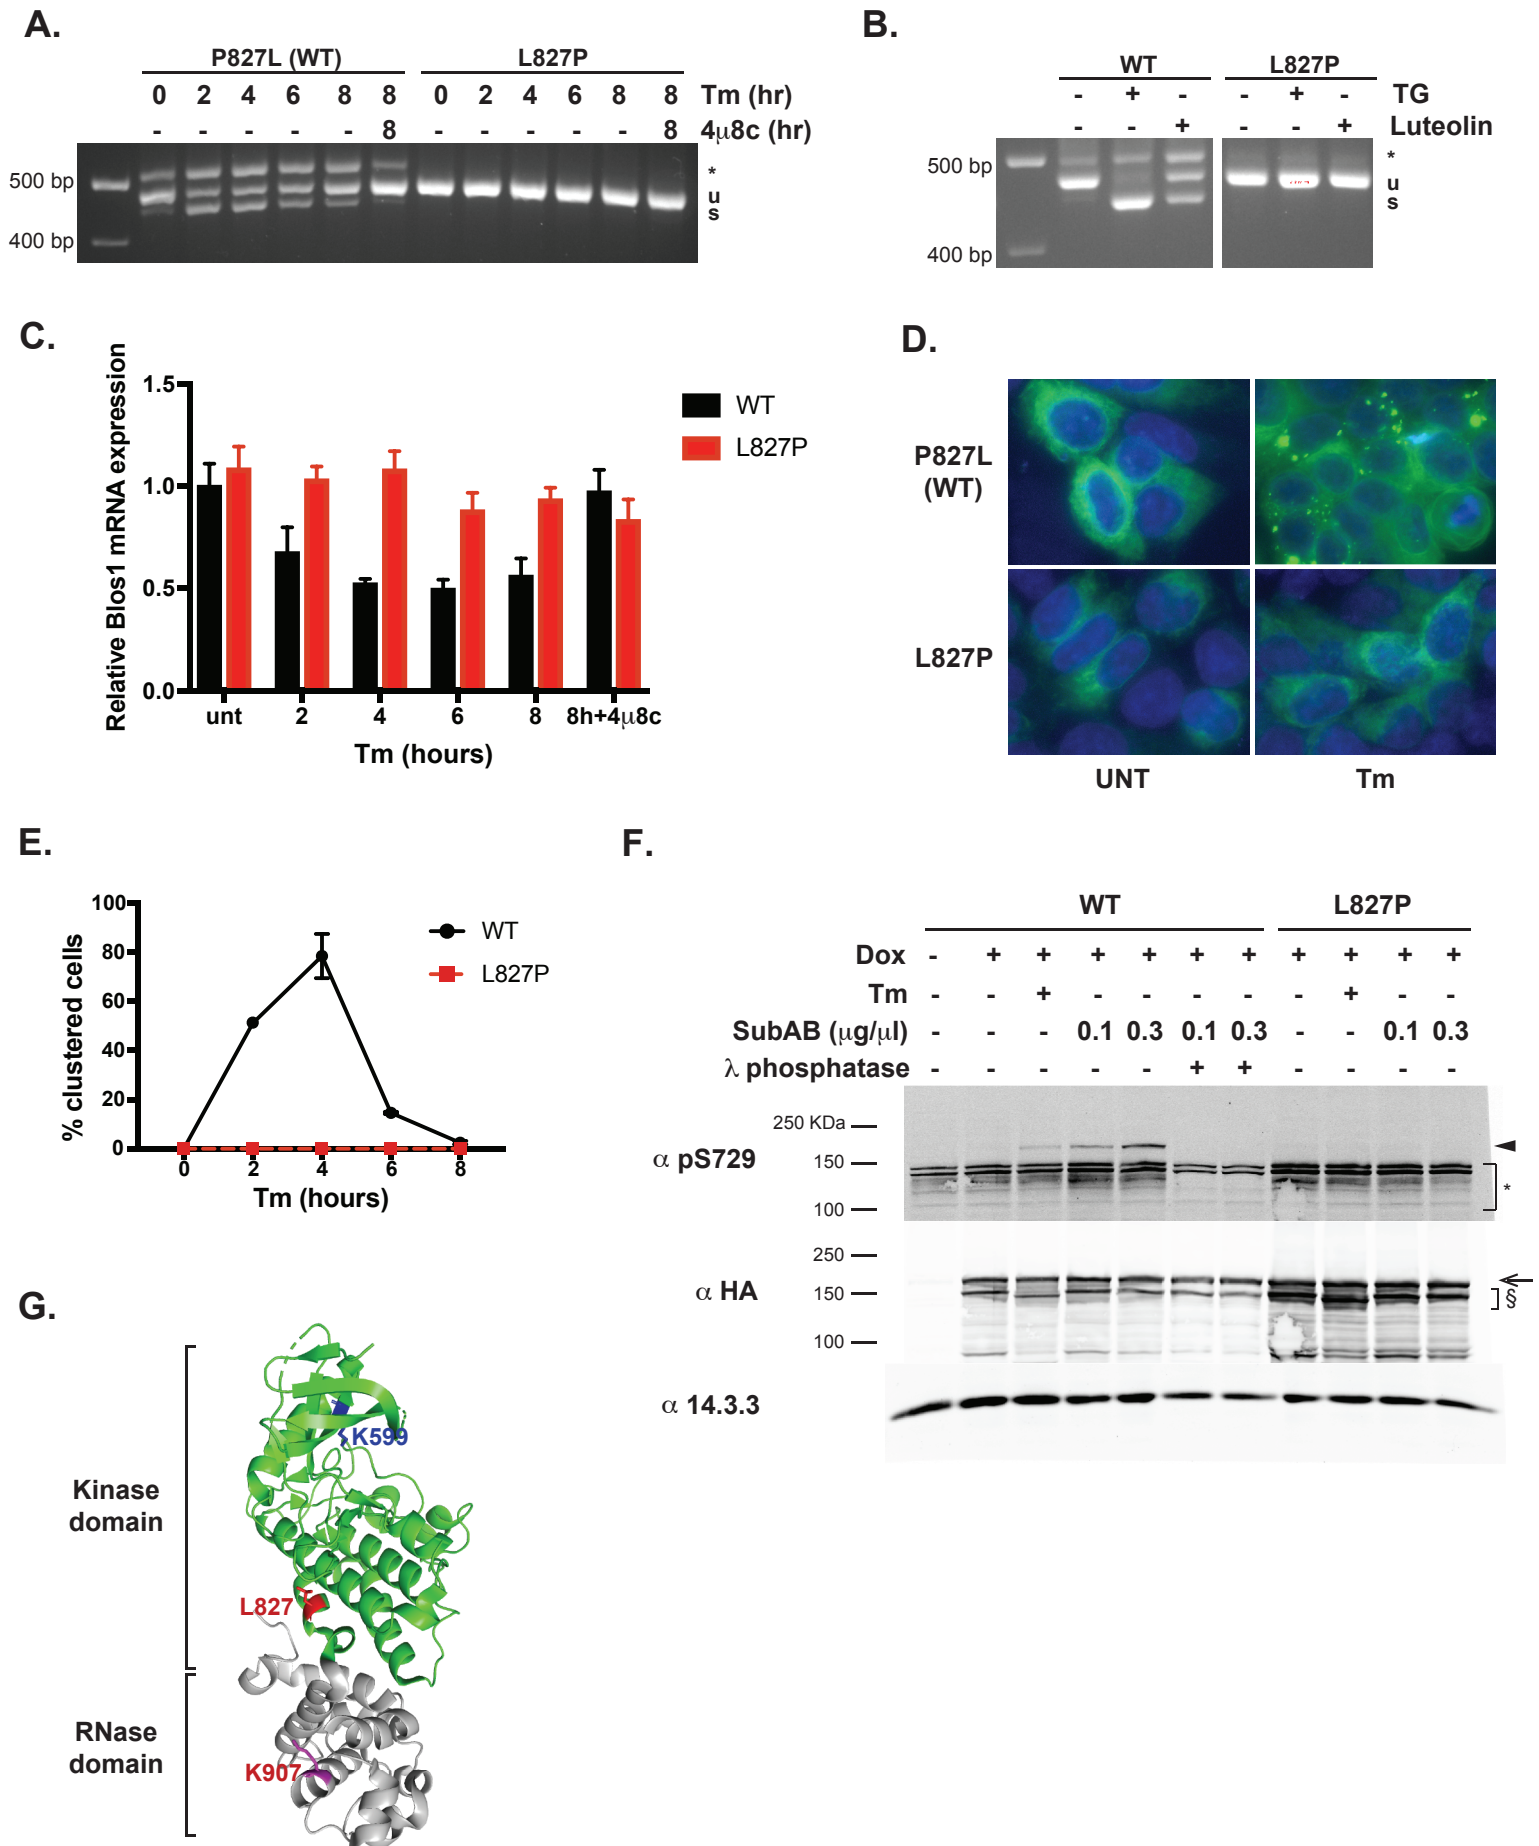 A.
P827L (WT) L827P
0 2 4 6 8 8 0 2 4 6 8 8 Tm (hr)
- - - - - 8 - - - - - 8 4μ8c (hr)
500 bp
400 bp
*
u
s
B.
WT L827P
- + - - + - TG
- - + - - + Luteolin
500 bp
400 bp
*
u
s
C.
Relative Blos1 mRNA expression
1.5
1.0
0.5
0.0
unt 2 4 6 8 8h+4μ8c
Tm (hours)
WT
L827P
D.
P827L
(WT)
L827P
UNT Tm
E.
% clustered cells
100
80
60
40
20
0
0 2 4 6 8
Tm (hours)
WT
L827P
F.
WT L827P
Dox - + + + + + + + + + +
Tm - - + - - - - - + - -
SubAB (μg/μl) - - - 0.1 0.3 0.1 0.3 - - 0.1 0.3
λ phosphatase - - - - - + + - - - -
α pS729
250 KDa
150
100
*
α HA
250
150
100
§
α 14.3.3
G.
Kinase
domain
K599
L827
RNase
domain
K907